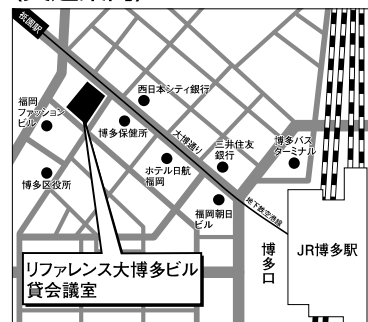 祇園駅
西日本シティ銀行
福岡
ファッション
ビル
博多保健所
大博通り
三井住友
銀行
博多バス
ターミナル
ホテル日航
福岡
博多区役所
福岡朝日
ビル
地下鉄空港線
博多口
JR博多駅
リファレンス大博多ビル
貸会議室